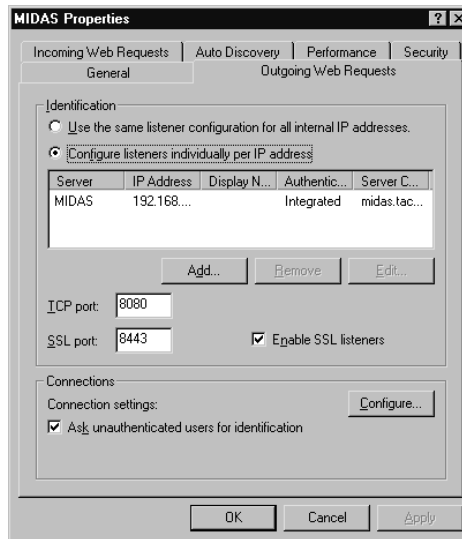 MIDAS Properties
Incoming Web Requests Auto Discovery Performance Security
General Outgoing Web Requests
Identification
Use the same listener configuration for all internal IP addresses.
Configure listeners individually per IP address
Server IP Address Display N... Authentic... Server C...
MIDAS 192.168.... Integrated midas.tac...
Add... Remove Edit...
TCP port: 8080
SSL port: 8443 Enable SSL listeners
Connections
Connection settings: Configure...
Ask unauthenticated users for identification
OK Cancel Apply